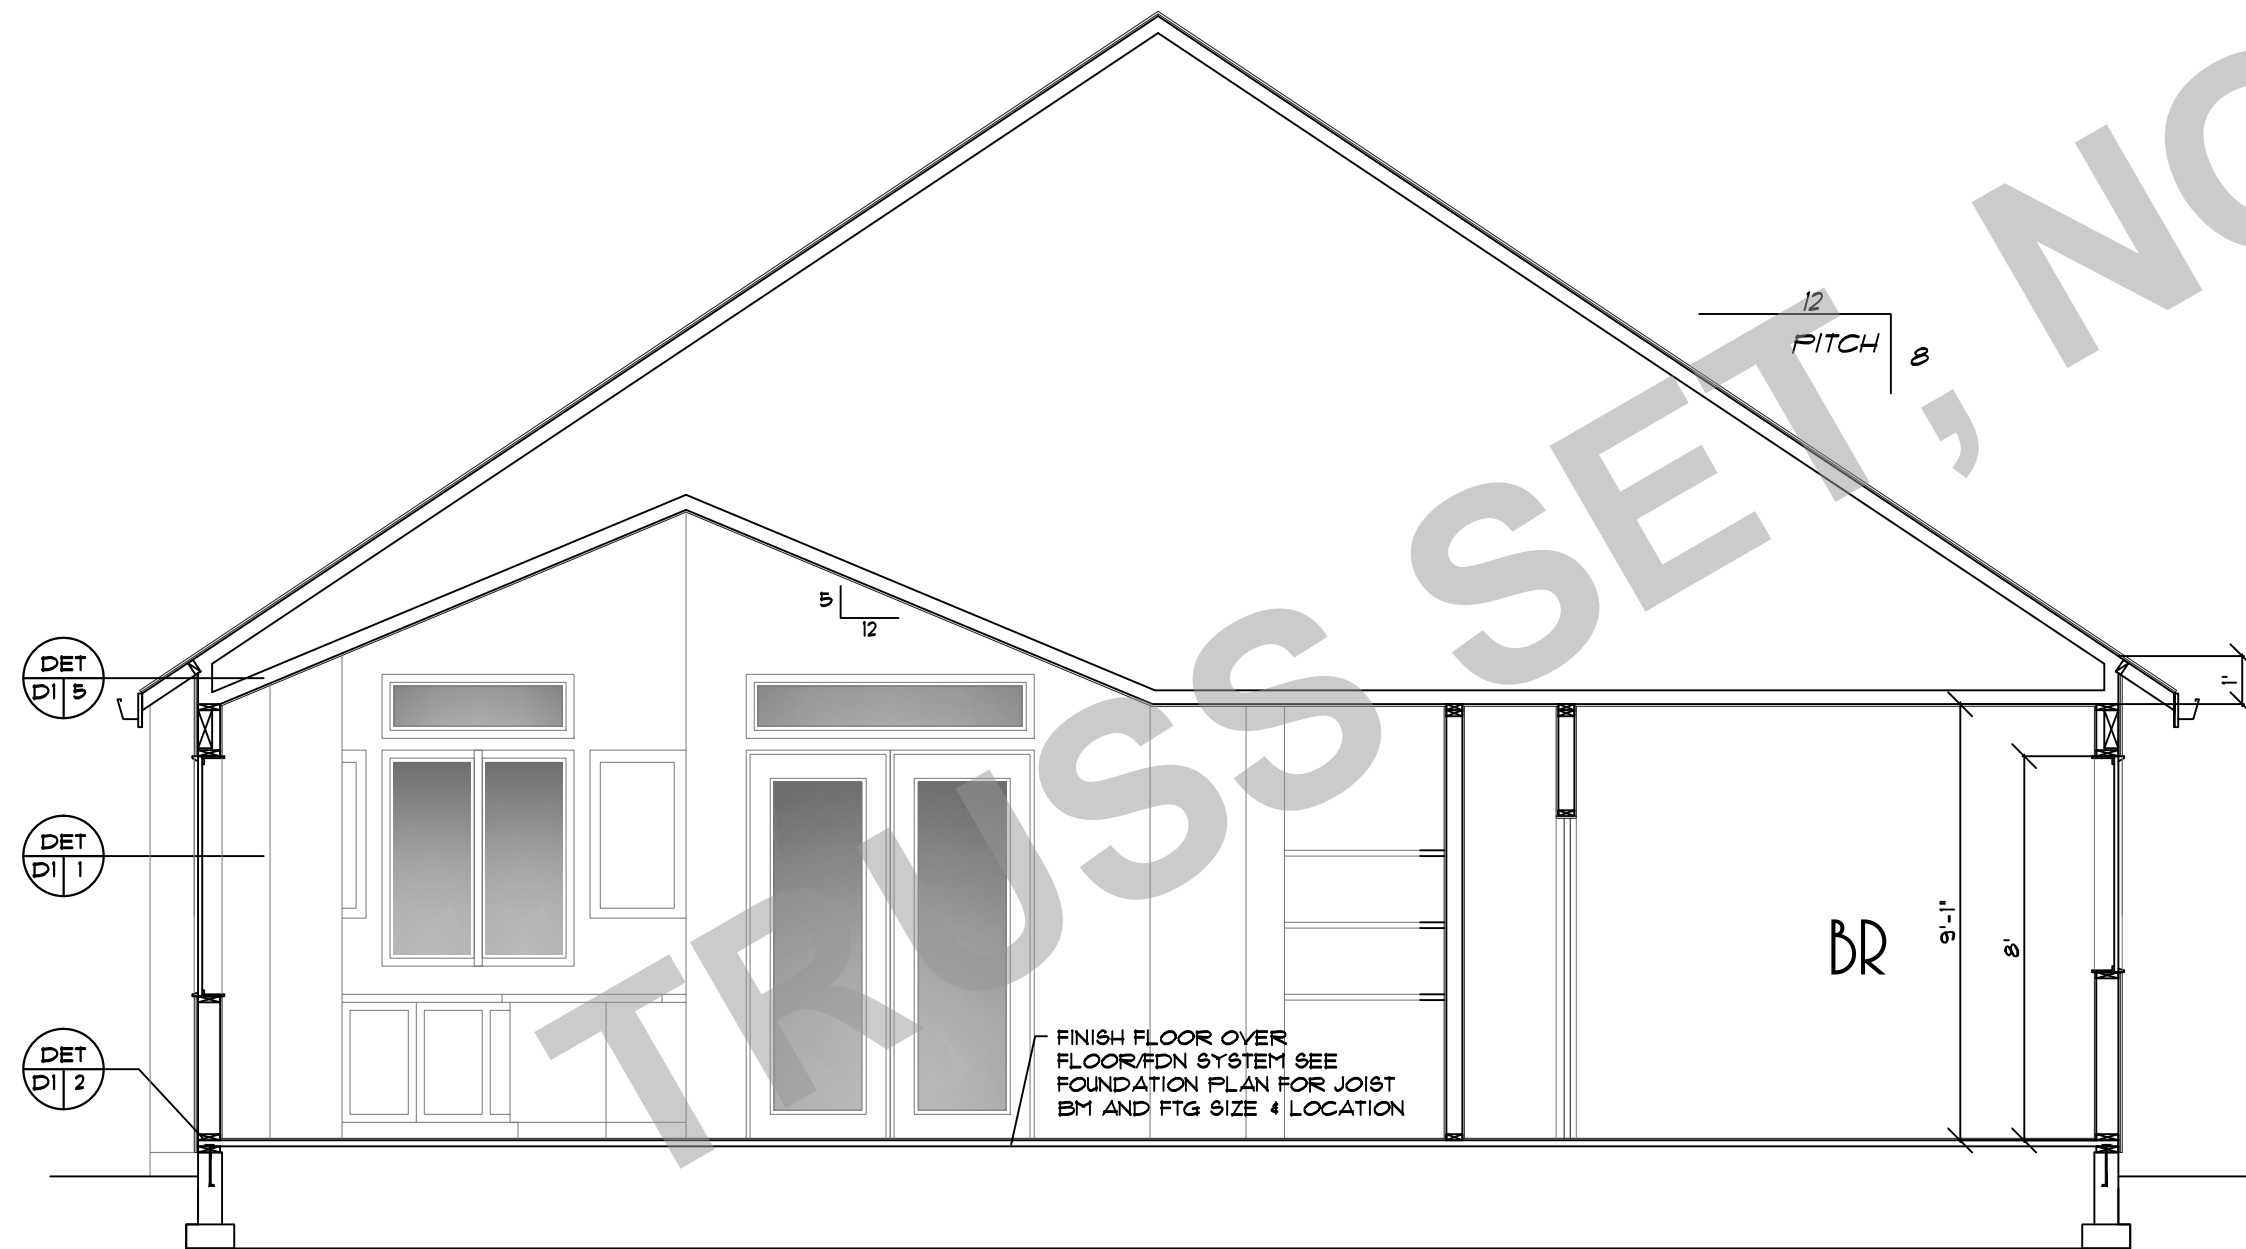 12
PITCH
8
5
12
DET
D1 5
1'
DET
D1 1
9'-1"
8'
BR
DET
D1 2
FINISH FLOOR OVER
FLOOR/FDN SYSTEM SEE
FOUNDATION PLAN FOR JOIST
BM AND FTG SIZE & LOCATION
TRUSS SET, NO